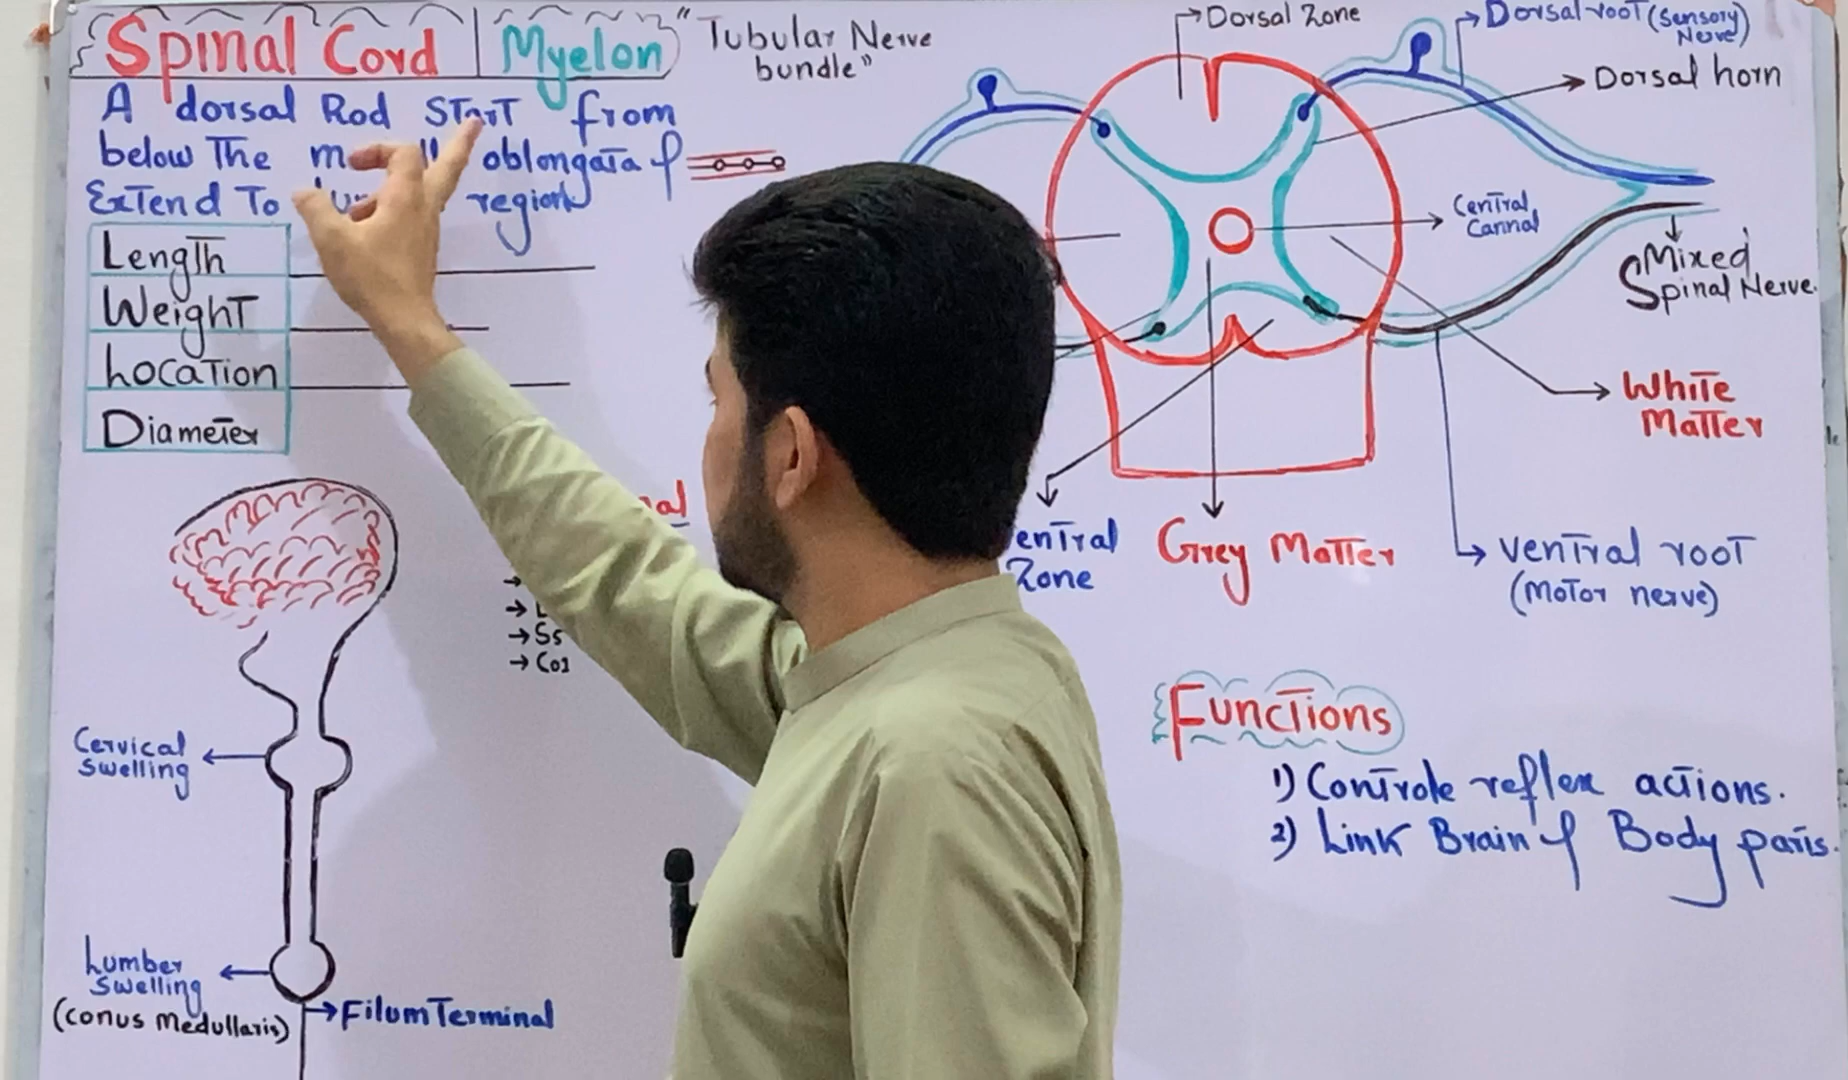 Spinal Cord | Myelon
"Tubular Nerve
bundle"
A dorsal Rod Start from
below The oblongata &
Extend To region
Length
Weight
Location
Diameter
Cervical
swelling
Lumber
swelling
(conus medullaris)
Filum Terminal
→ S5
→ Co1
Dorsal Zone
Dorsal root (Sensory
Nerve)
Dorsal horn
Central
Cannal
Mixed
Spinal Nerve.
White
Matter
Zone
Grey Matter
ventral root
(motor nerve)
Functions
1) Controle reflex actions.
2) Link Brain & Body parts.